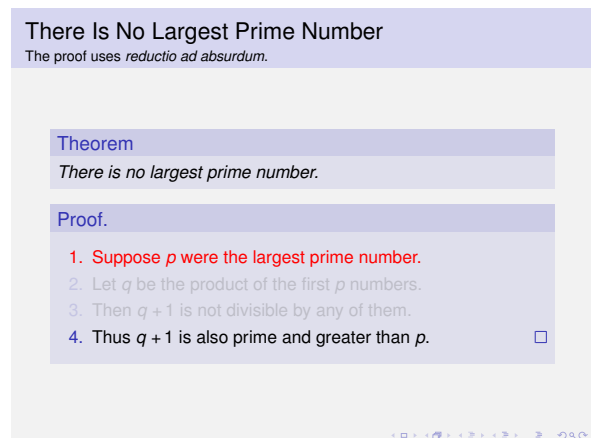 There Is No Largest Prime Number
The proof uses reductio ad absurdum.
Theorem
There is no largest prime number.
Proof.
1. Suppose p were the largest prime number.
2. Let q be the product of the first p numbers.
3. Then q + 1 is not divisible by any of them.
4. Thus q + 1 is also prime and greater than p.